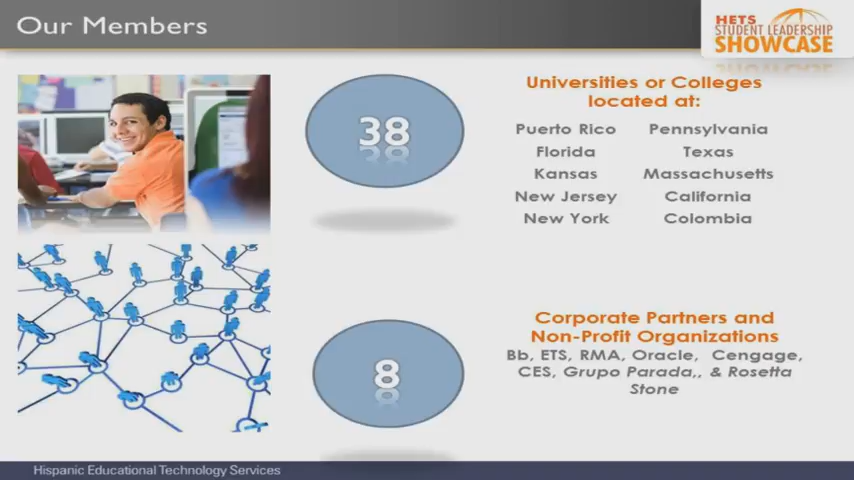 Our Members
HETS
STUDENT LEADERSHIP
SHOWCASE
38
Universities or Colleges
located at:
Puerto Rico Pennsylvania
Florida Texas
Kansas Massachusetts
New Jersey California
New York Colombia
8
Corporate Partners and
Non-Profit Organizations
Bb, ETS, RMA, Oracle, Cengage,
CES, Grupo Parada,, & Rosetta
Stone
Hispanic Educational Technology Services